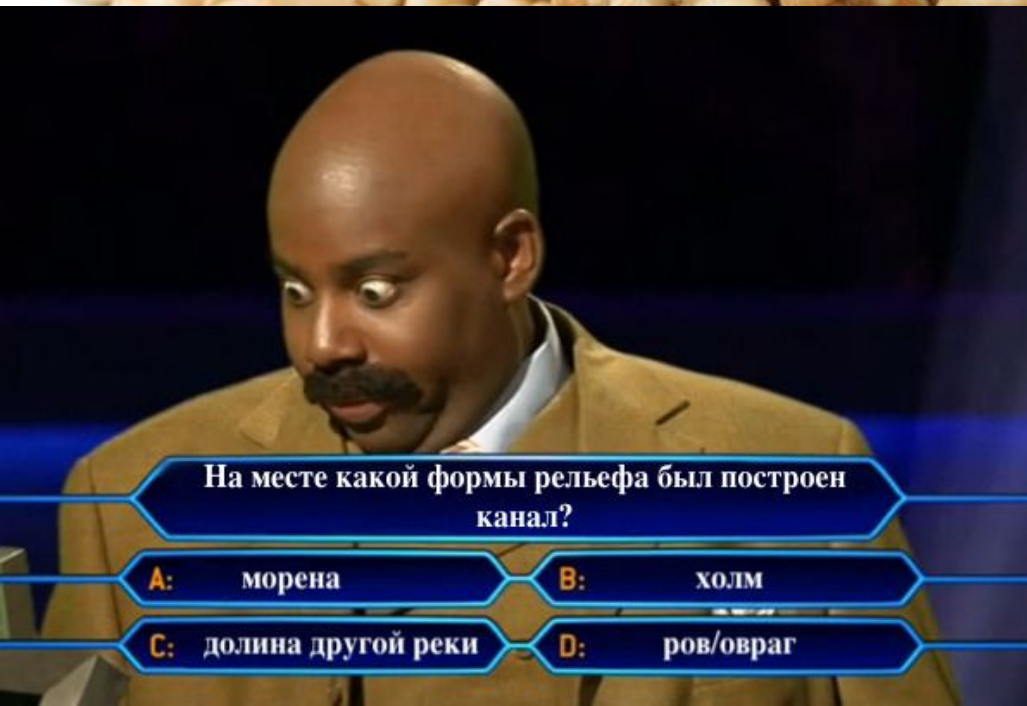 На месте какой формы рельефа был построен
канал?
A: морена
B: холм
C: долина другой реки
D: ров/овраг